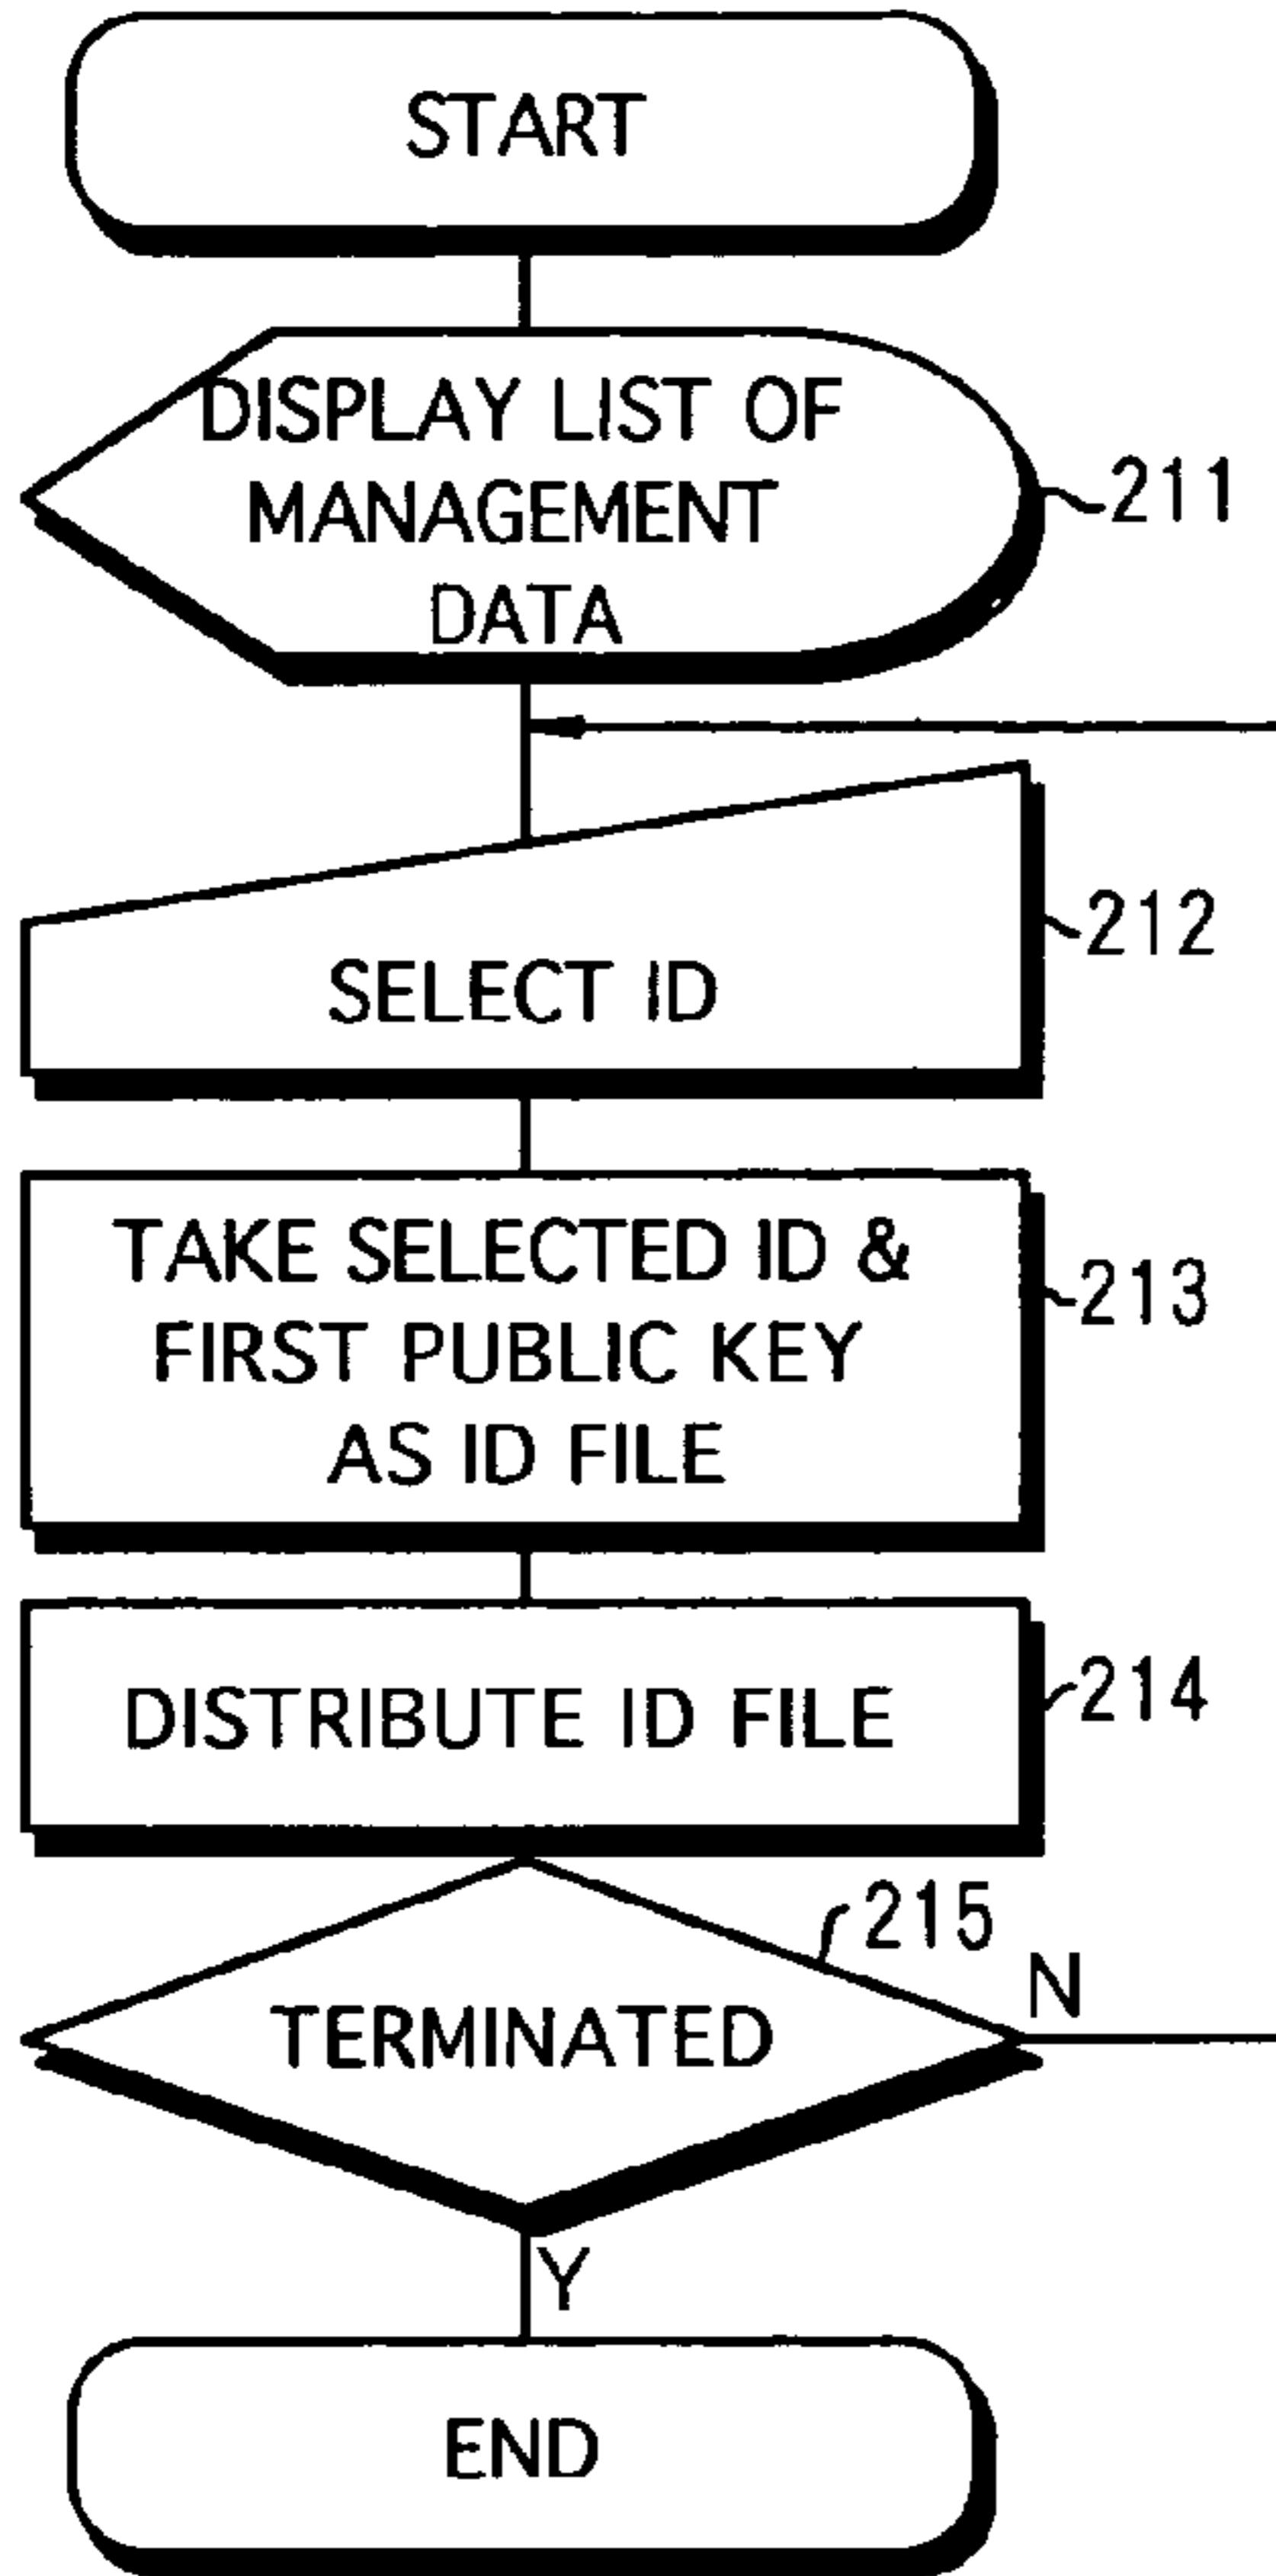 START
DISPLAY LIST OF
MANAGEMENT
DATA
211
212
SELECT ID
TAKE SELECTED ID &
FIRST PUBLIC KEY
AS ID FILE
213
DISTRIBUTE ID FILE
214
215
N
TERMINATED
Y
END